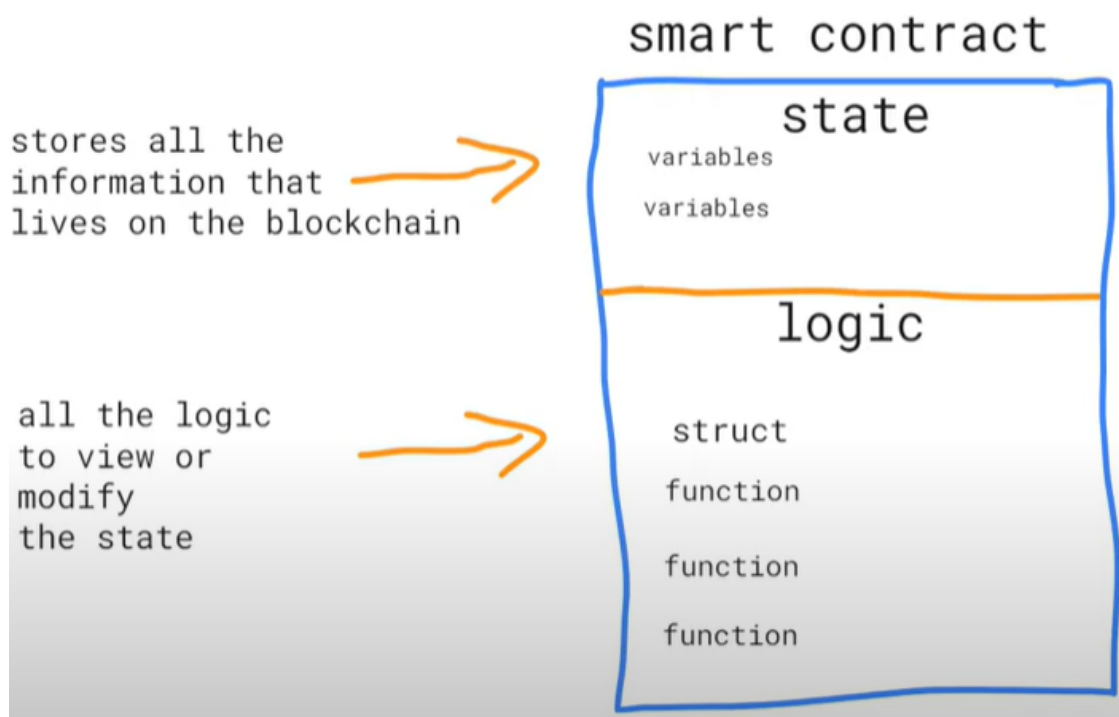 smart contract
stores all the
information that
lives on the blockchain
state
variables
variables
all the logic
to view or
modify
the state
logic
struct
function
function
function